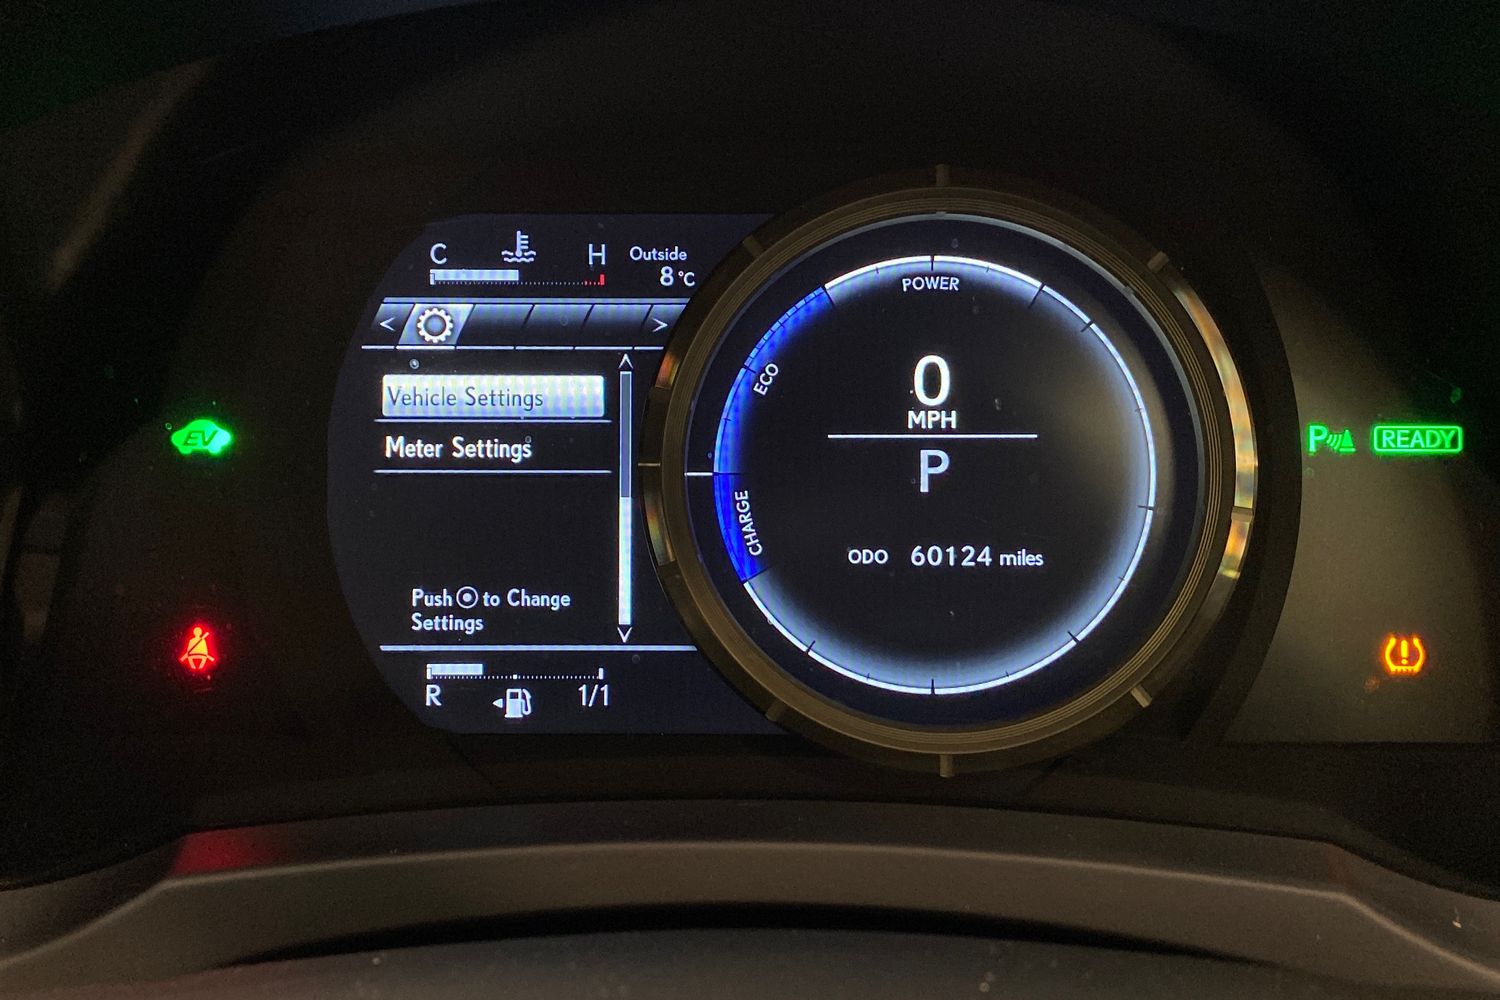 C H Outside
8°C
< >
Vehicle Settings
Meter Settings
Push to Change
Settings
R 1/1
EV
POWER
ECO
CHARGE
0
MPH
P
ODO 60124 miles
P READY